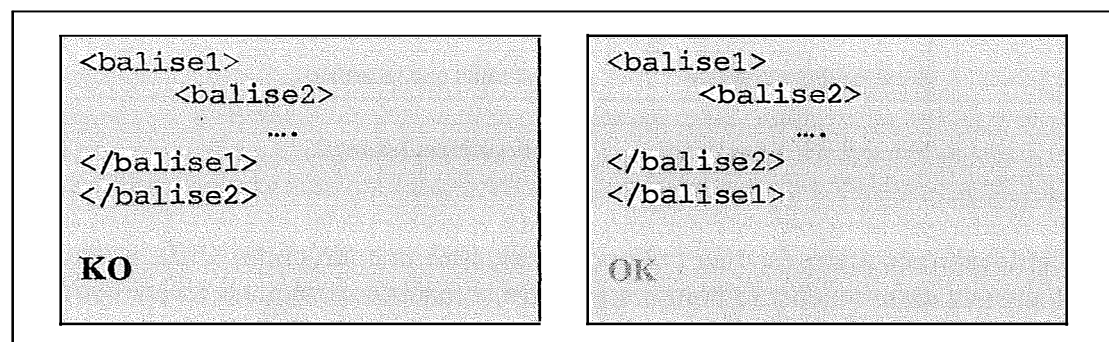 <balise1>
<balise2>
....
</balise1>
</balise2>
KO
<balise1>
<balise2>
....
</balise2>
</balise1>
OK